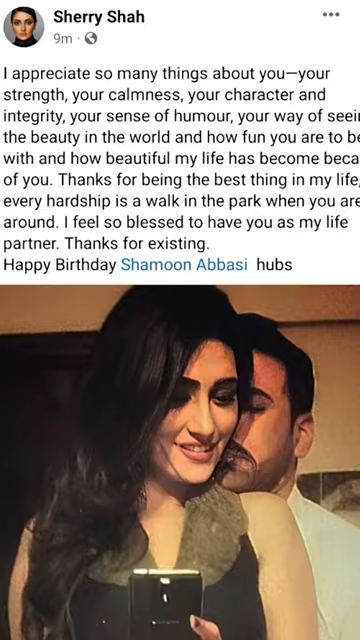 Sherry Shah
9m ·
I appreciate so many things about you—your
strength, your calmness, your character and
integrity, your sense of humour, your way of seei
the beauty in the world and how fun you are to be
with and how beautiful my life has become beca
of you. Thanks for being the best thing in my life,
every hardship is a walk in the park when you are
around. I feel so blessed to have you as my life
partner. Thanks for existing.
Happy Birthday Shamoon Abbasi hubs